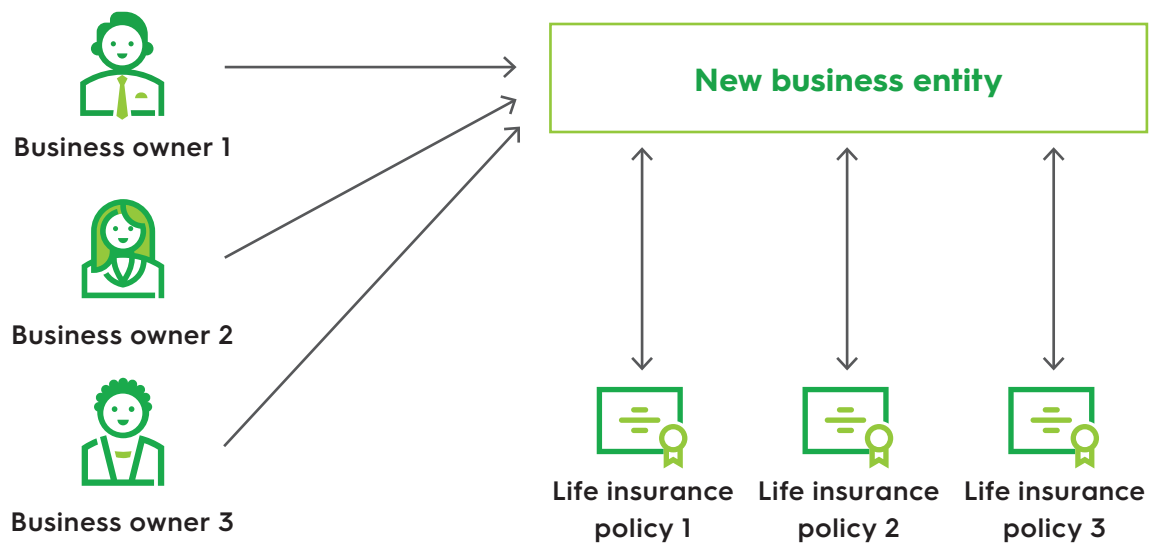 New business entity
Business owner 1
Business owner 2
Business owner 3
Life insurance
policy 1
Life insurance
policy 2
Life insurance
policy 3